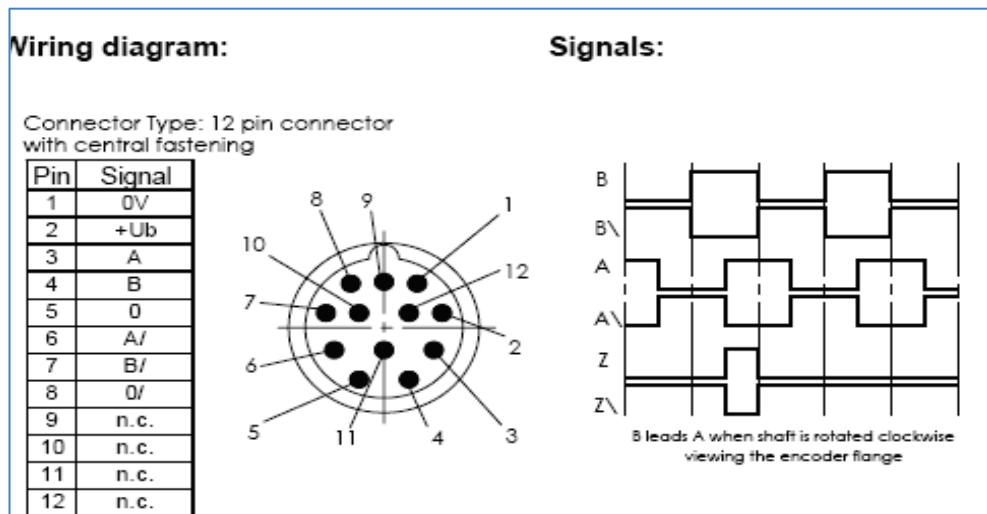 Wiring diagram:
Signals:
Connector Type: 12 pin connector
with central fastening
Pin Signal
1 0V
2 +Ub
3 A
4 B
5 0
6 A/
7 B/
8 0/
9 n.c.
10 n.c.
11 n.c.
12 n.c.
8 9 1
10 12
7 2
6
5 11 4 3
B
B\
A
A\
Z
Z\
B leads A when shaft is rotated clockwise
viewing the encoder flange